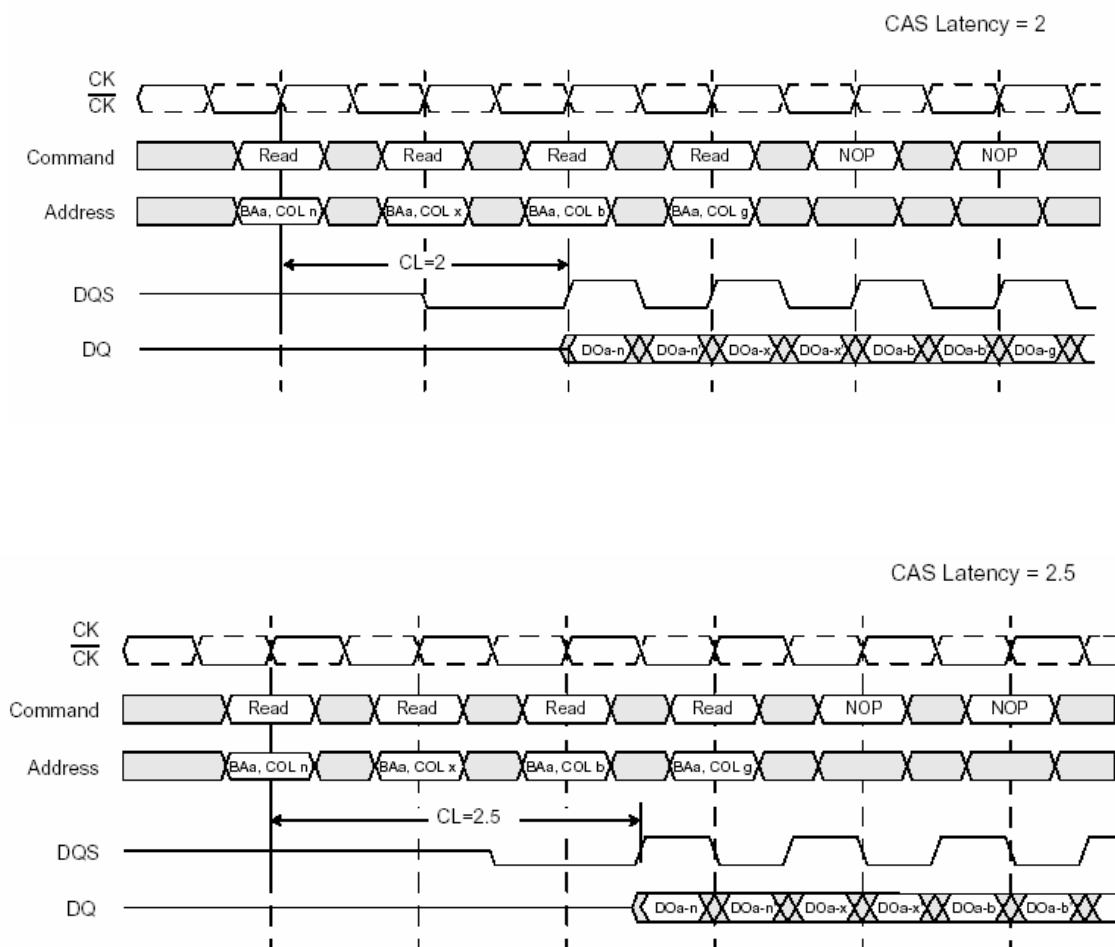 CAS Latency = 2
CK
CK
Command Read Read Read Read NOP NOP
Address BAa, COL n BAa, COL x BAa, COL b BAa, COL g
CL=2
DQS
DQ DOa-n DOa-n' DOa-x DOa-x' DOa-b DOa-b' DOa-g
CAS Latency = 2.5
CK
CK
Command Read Read Read Read NOP NOP
Address BAa, COL n BAa, COL x BAa, COL b BAa, COL g
CL=2.5
DQS
DQ DOa-n DOa-n' DOa-x DOa-x' DOa-b DOa-b'